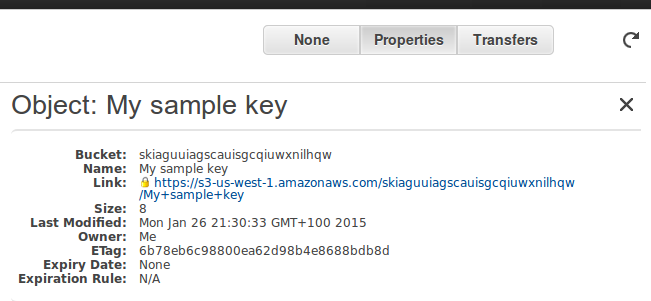 None Properties Transfers
Object: My sample key
Bucket: skiaguuiagscauisgcqiuwxnilhqw
Name: My sample key
Link: https://s3-us-west-1.amazonaws.com/skiaguuiagscauisgcqiuwxnilhqw
/My+sample+key
Size: 8
Last Modified: Mon Jan 26 21:30:33 GMT+100 2015
Owner: Me
ETag: 6b78eb6c98800ea62d98b4e8688bdb8d
Expiry Date: None
Expiration Rule: N/A